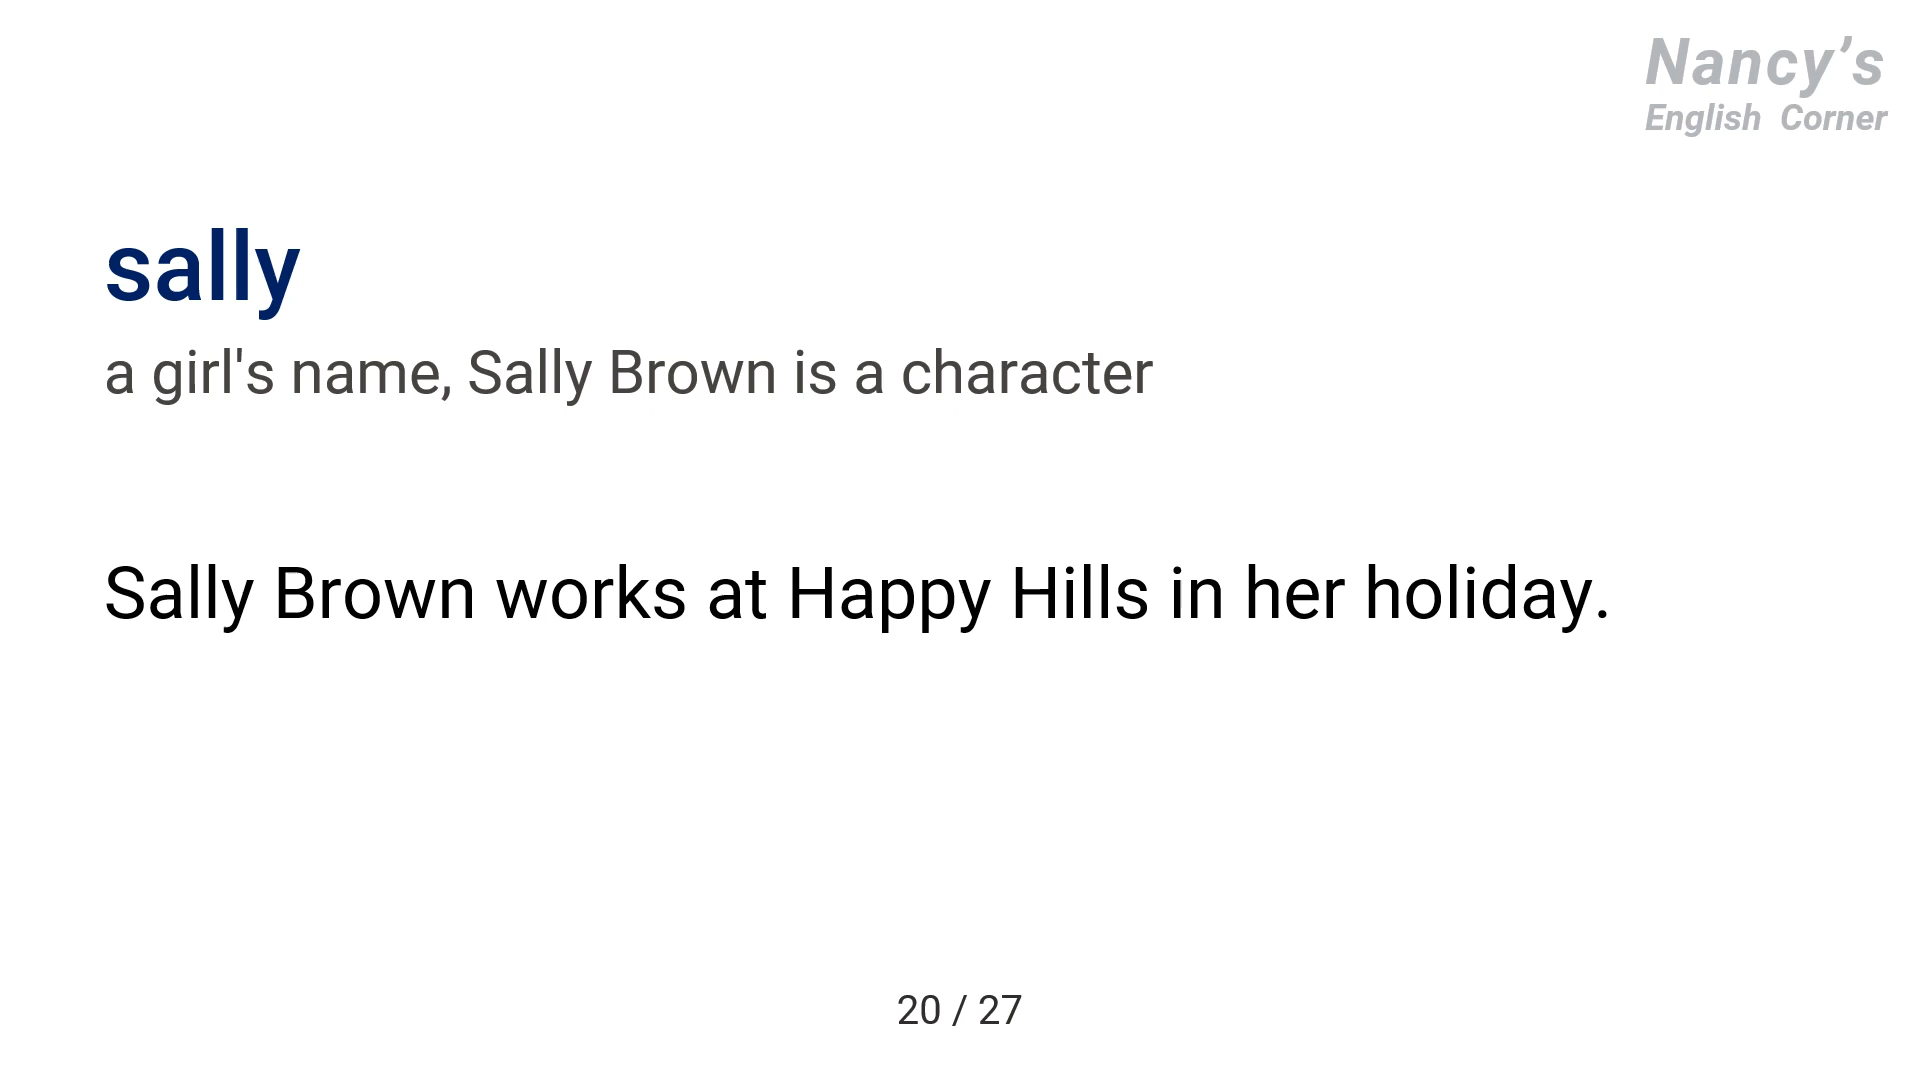 Nancy’s
English Corner
sally
a girl's name, Sally Brown is a character
Sally Brown works at Happy Hills in her holiday.
20 / 27